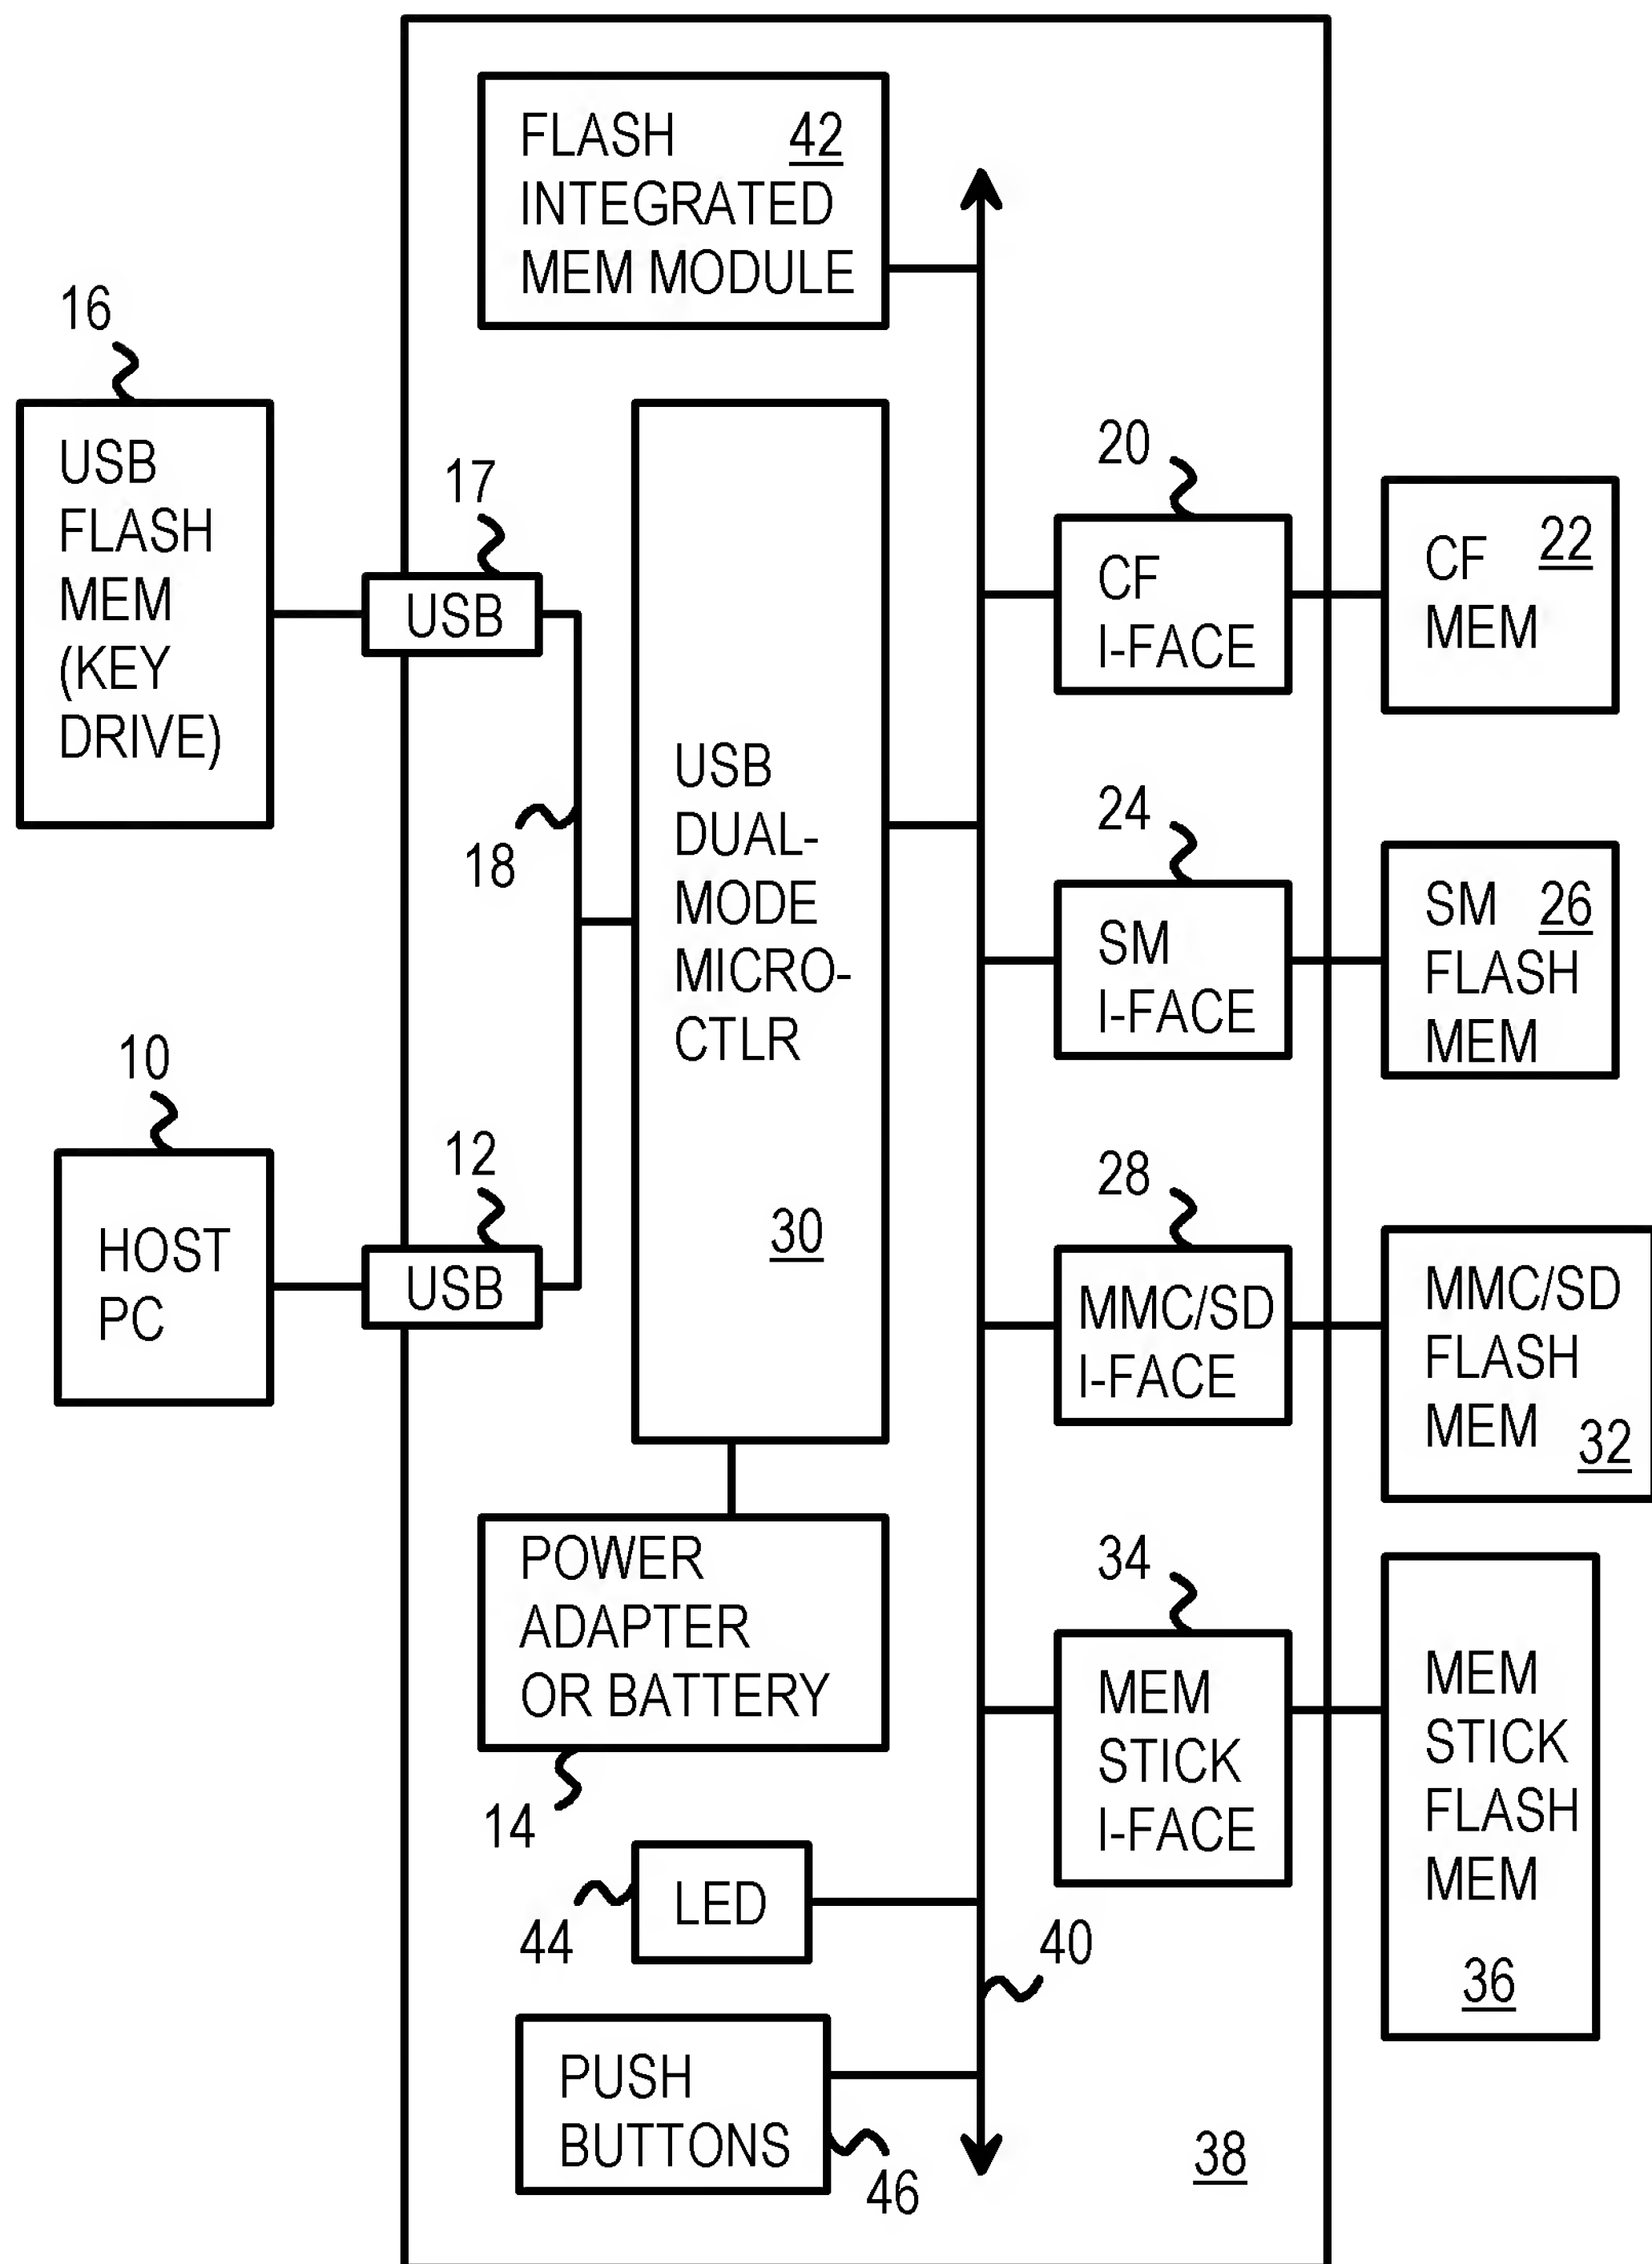 FLASH 42
INTEGRATED
MEM MODULE
16
USB
FLASH
MEM
(KEY
DRIVE)
17
USB
18
10
HOST
PC
12
USB
USB
DUAL-
MODE
MICRO-
CTLR
30
20
CF
I-FACE
CF 22
MEM
24
SM
I-FACE
SM 26
FLASH
MEM
28
MMC/SD
I-FACE
MMC/SD
FLASH
MEM 32
POWER
ADAPTER
OR BATTERY
14
34
MEM
STICK
I-FACE
MEM
STICK
FLASH
MEM
36
LED
44
40
PUSH
BUTTONS
46
38